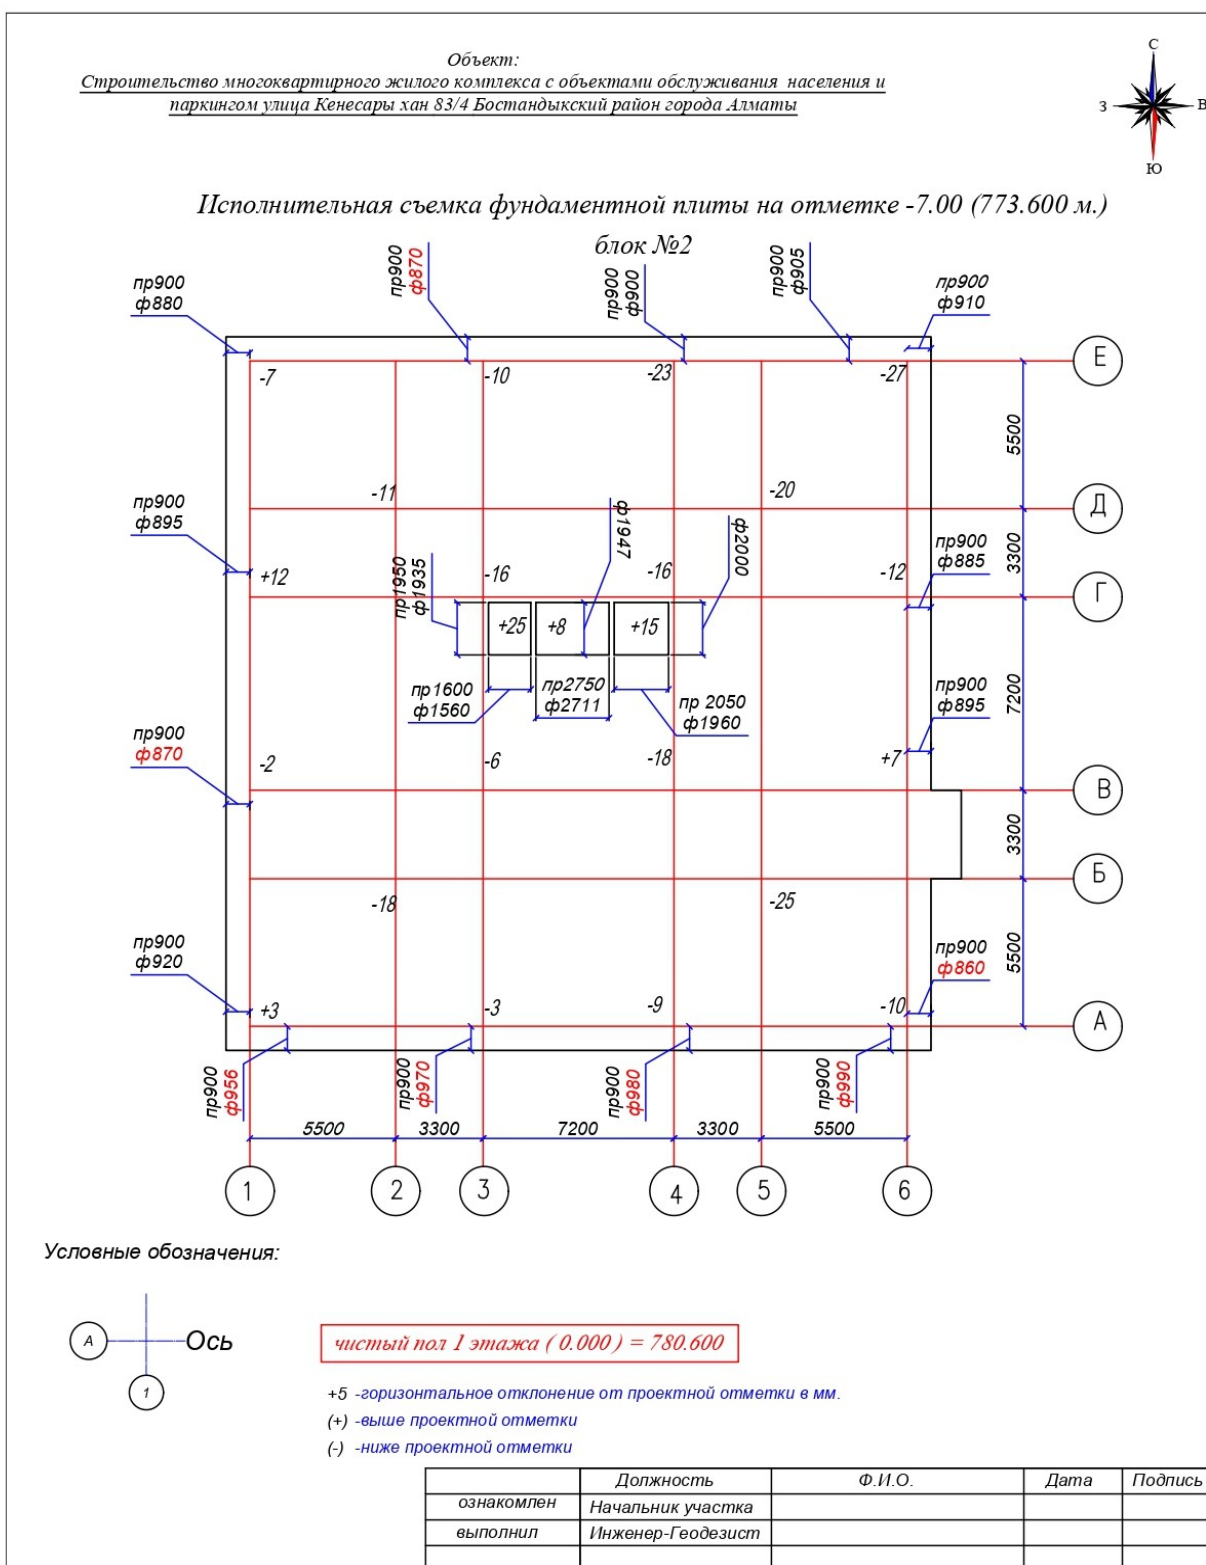 Объект:
Строительство многоквартирного жилого комплекса с объектами обслуживания населения и
паркингом улица Кенесары хан 83/4 Бостандыкский район города Алматы
С
З
В
Ю
Исполнительная съемка фундаментной плиты на отметке -7.00 (773.600 м.)
блок №2
пр900
ф880
пр900
ф870
пр900
ф900
пр900
ф905
пр900
ф910
Е
-7
-10
-23
-27
5500
пр900
ф895
-11
-20
Д
ф1947
ф2000
пр900
ф885
3300
+12
-16
-16
-12
Г
пр1950
ф1935
+25
+8
+15
пр1600
ф1560
пр2750
ф2711
пр 2050
ф1960
пр900
ф895
7200
пр900
ф870
-2
-6
-18
+7
В
3300
Б
-18
-25
пр900
ф920
пр900
ф860
5500
+3
-3
-9
-10
А
пр900
ф956
пр900
ф970
пр900
ф980
пр900
ф990
5500
3300
7200
3300
5500
1
2
3
4
5
6
Условные обозначения:
А
Ось
1
чистый пол 1 этажа ( 0.000 ) = 780.600
+5 -горизонтальное отклонение от проектной отметки в мм.
(+) -выше проектной отметки
(-) -ниже проектной отметки
Должность
Ф.И.О.
Дата
Подпись
ознакомлен
Начальник участка
выполнил
Инженер-Геодезист